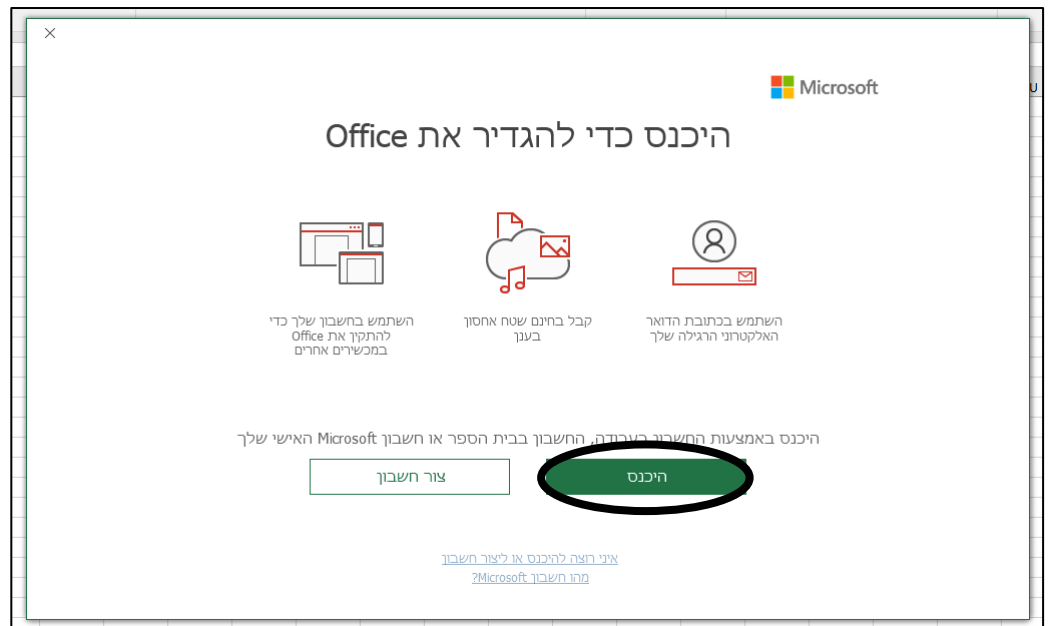 Microsoft
היכנס כדי להגדיר את Office
השתמש בכתובת הדואר
האלקטרוני הרגילה שלך
קבל בחינם שטח אחסון
בענך
השתמש בחשבון שלך כדי
להתקין את Office
במכשירים אחרים
היכנס באמצעות החשבון בעבודה, החשבון בבית הספר או חשבון Microsoft האישי שלך
היכנס
צור חשבון
איני רוצה להיכנס או ליצור חשבון
מהו חשבון Microsoft?
U